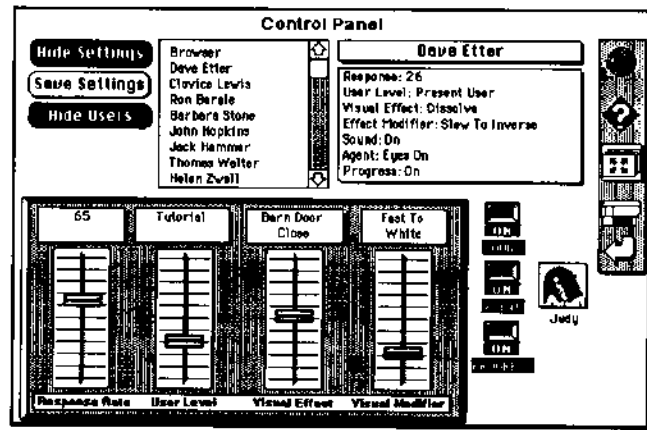 Control Panel
Hide Settings
Save Settings
Hide Users
Browser
Dave Etter
Clavice Lewis
Ron Barale
Barbara Stone
John Hopkins
Jack Hammer
Thomas Walter
Helen Zwall
Dave Etter
Response: 26
User Level: Present User
Visual Effect: Dissolve
Effect Modifier: Slew To Inverse
Sound: On
Agent: Eyes On
Progress: On
65
Tutorial
Barn Door
Close
Fast To
White
Response Rate
User Level
Visual Effect
Visual Modifier
ON
ON
ON
Judy
?